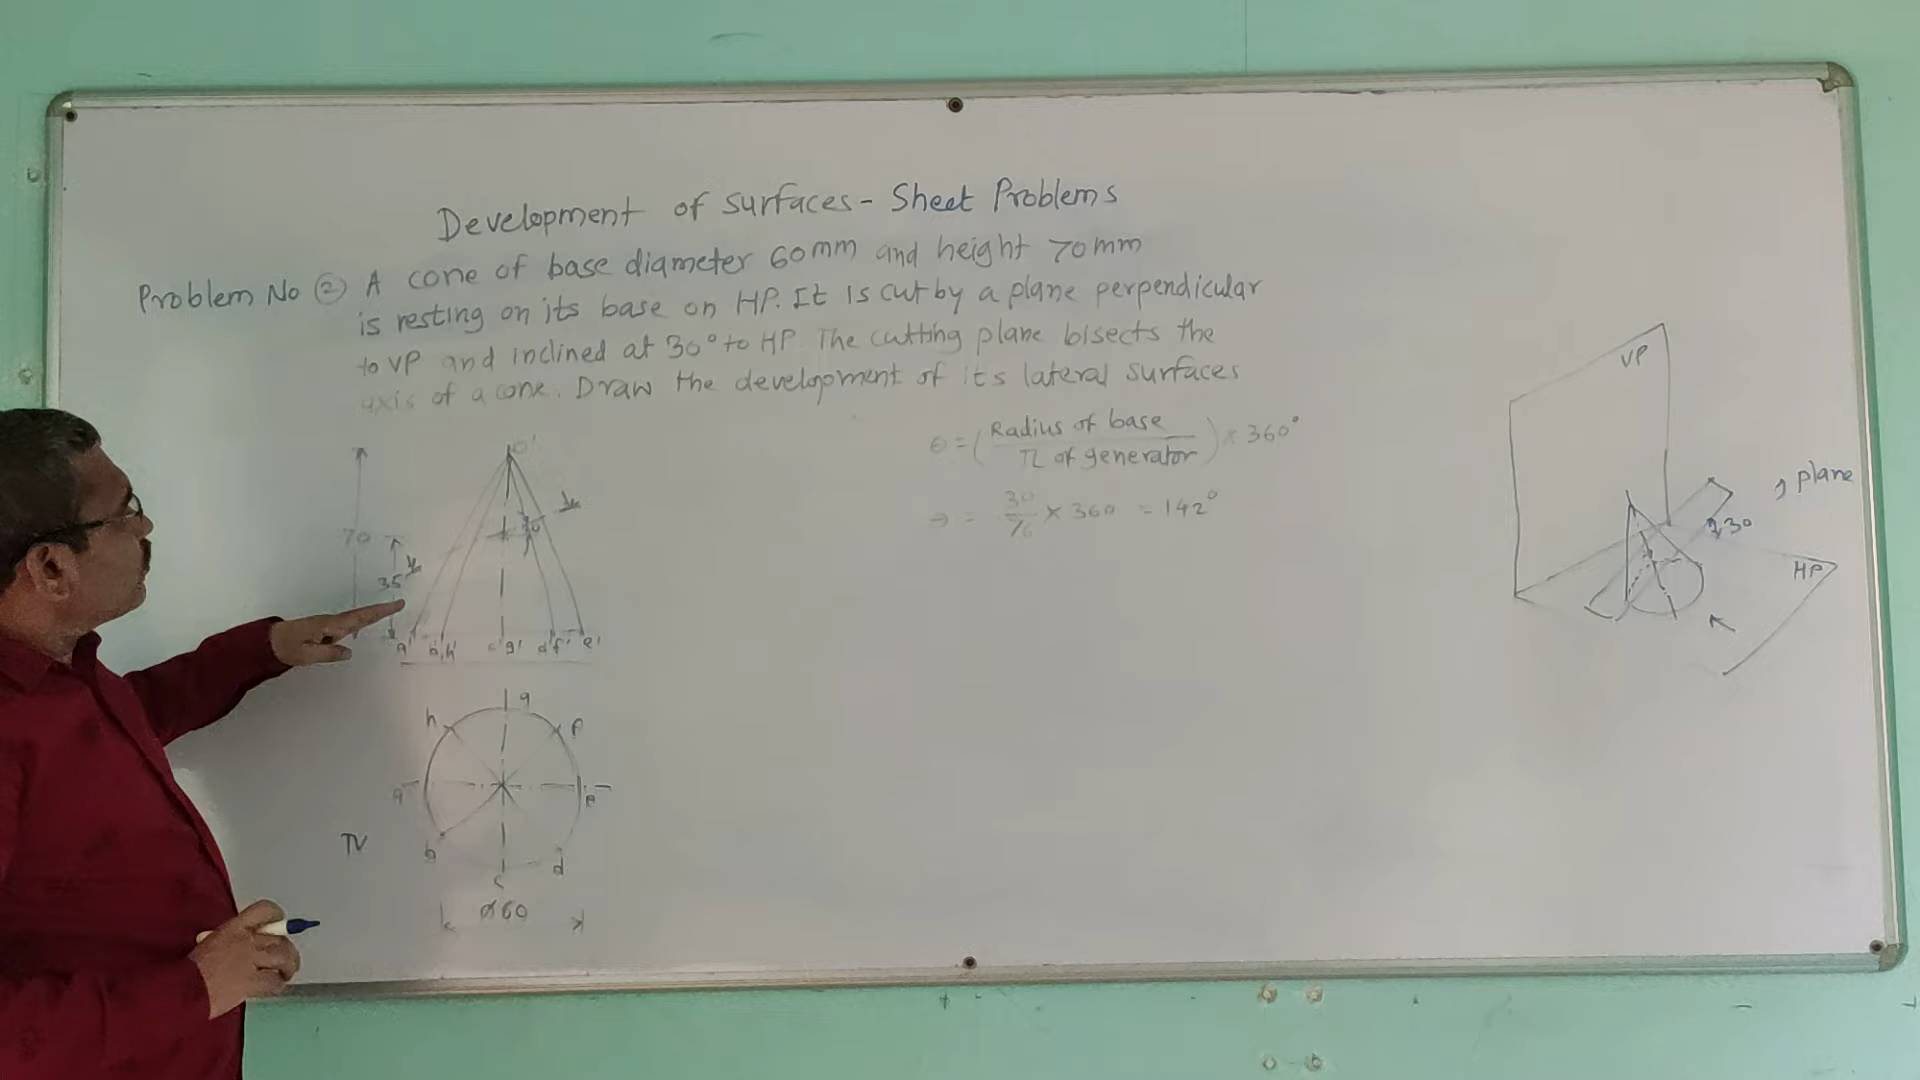 Development of surfaces - Sheet Problems
Problem No ② A cone of base diameter 60mm and height 70mm
is resting on its base on HP. It is cut by a plane perpendicular
to VP and inclined at 30° to HP. The cutting plane bisects the
axis of a cone. Draw the development of its lateral surfaces
θ = (Radius of base / TL of generator) × 360°
θ = 30/76 × 360 = 142°
o'
70
35
30
a' b'h' c'g' d'f' e'
g
h f
a e
TV
b d
c
ø60
VP
plane
30
HP